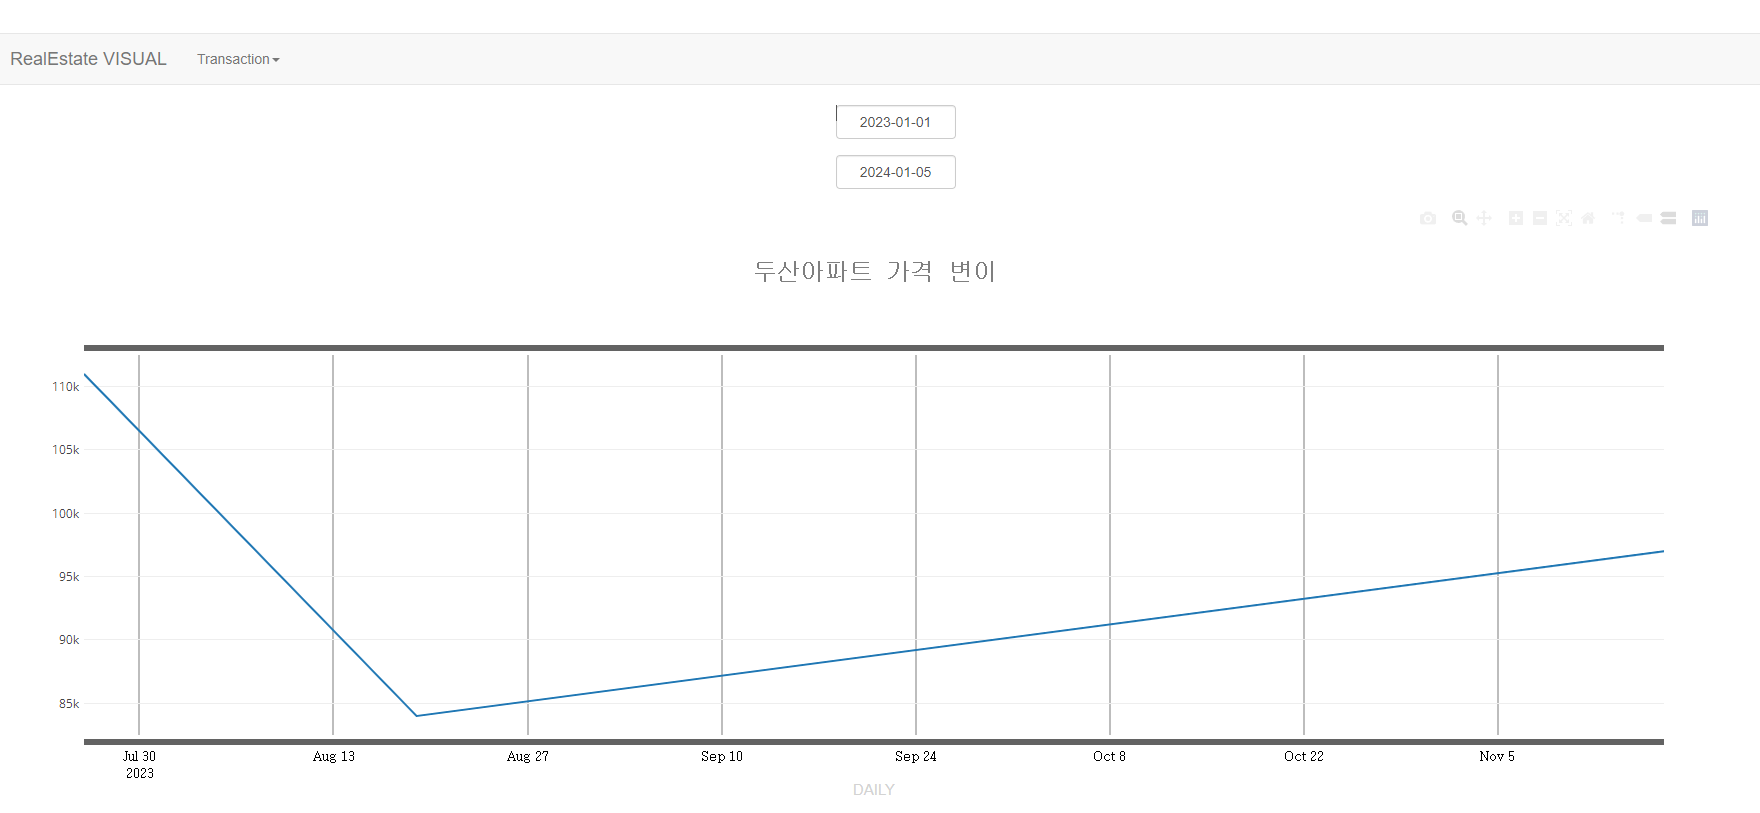 RealEstate VISUAL Transaction
2023-01-01
2024-01-05
두산아파트 가격 변이
110k
105k
100k
95k
90k
85k
Jul 30 Aug 13 Aug 27 Sep 10 Sep 24 Oct 8 Oct 22 Nov 5
2023
DAILY